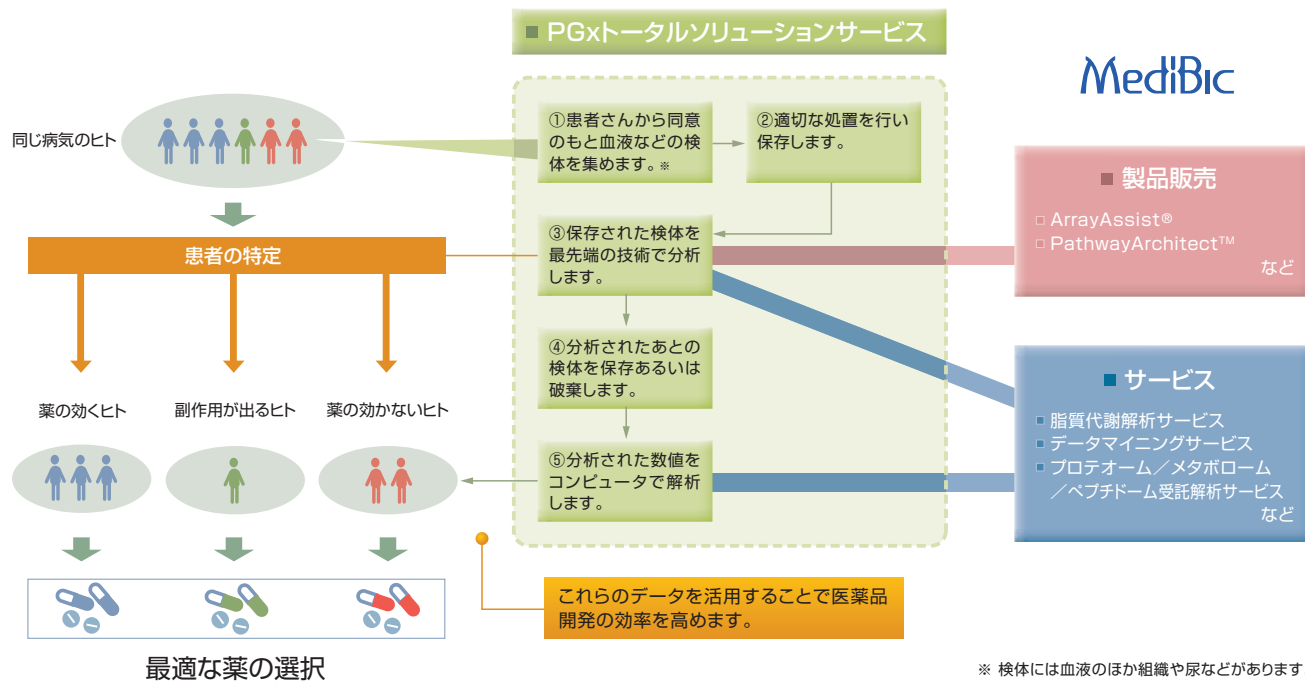 ■ PGxトータルソリューションサービス
MediBic
同じ病気のヒト
①患者さんから同意
のもと血液などの検
体を集めます。※
②適切な処置を行い
保存します。
③保存された検体を
最先端の技術で分析
します。
④分析されたあとの
検体を保存あるいは
破棄します。
⑤分析された数値を
コンピュータで解析
します。
患者の特定
薬の効くヒト
副作用が出るヒト
薬の効かないヒト
最適な薬の選択
これらのデータを活用することで医薬品
開発の効率を高めます。
■ 製品販売
□ ArrayAssist®
□ PathwayArchitect™
など
■ サービス
■ 脂質代謝解析サービス
■ データマイニングサービス
■ プロテオーム／メタボローム
／ペプチドーム受託解析サービス
など
※ 検体には血液のほか組織や尿などがあります